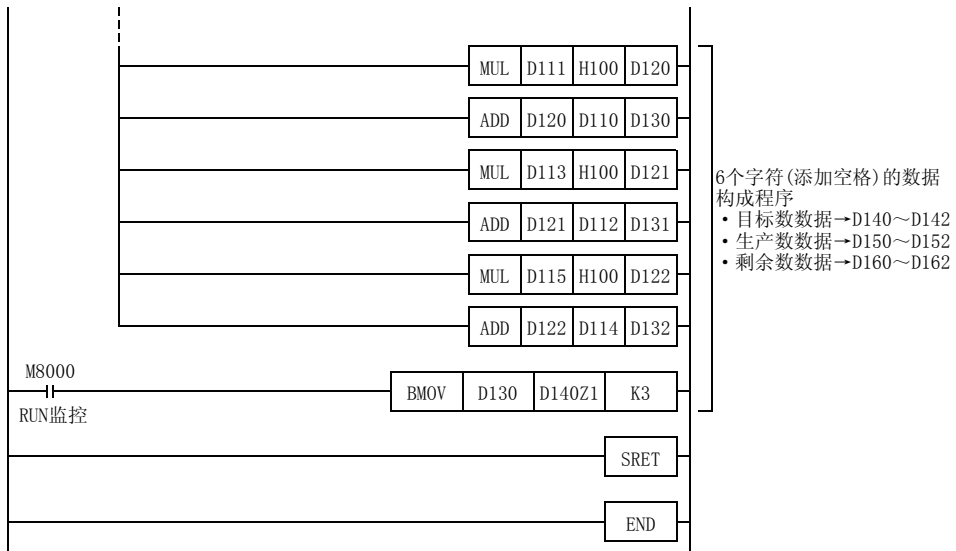 MUL D111 H100 D120
ADD D120 D110 D130
MUL D113 H100 D121
ADD D121 D112 D131
MUL D115 H100 D122
ADD D122 D114 D132
6个字符(添加空格)的数据
构成程序
•目标数数据→D140～D142
•生产数数据→D150～D152
•剩余数数据→D160～D162
M8000
RUN监控
BMOV D130 D140Z1 K3
SRET
END